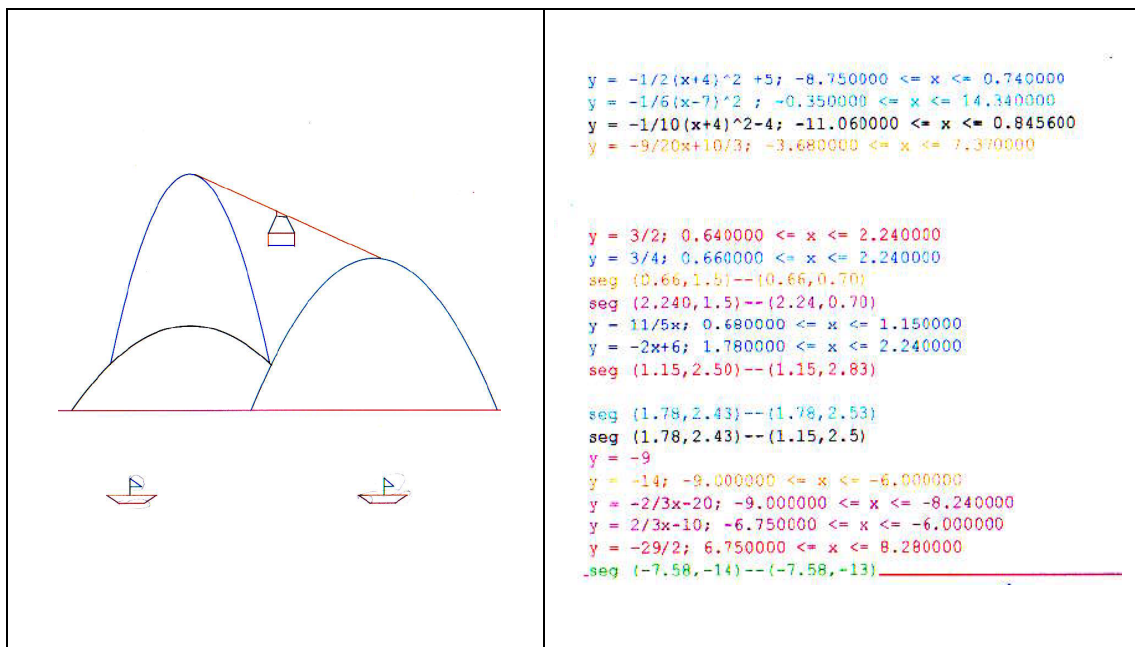 y = -1/2(x+4)^2 +5; -8.750000 <= x <= 0.740000
y = -1/6(x-7)^2 ; -0.350000 <= x <= 14.340000
y = -1/10(x+4)^2-4; -11.060000 <= x <= 0.845600
y = -9/20x+10/3; -3.680000 <= x <= 7.370000
y = 3/2; 0.640000 <= x <= 2.240000
y = 3/4; 0.660000 <= x <= 2.240000
seg (0.66,1.5)--(0.66,0.70)
seg (2.240,1.5)--(2.24,0.70)
y - 11/5x; 0.680000 <= x <= 1.150000
y = -2x+6; 1.780000 <= x <= 2.240000
seg (1.15,2.50)--(1.15,2.83)
seg (1.78,2.43)--(1.78,2.53)
seg (1.78,2.43)--(1.15,2.5)
y = -9
y = -14; -9.000000 <= x <= -6.000000
y = -2/3x-20; -9.000000 <= x <= -8.240000
y = 2/3x-10; -6.750000 <= x <= -6.000000
y = -29/2; 6.750000 <= x <= 8.280000
seg (-7.58,-14)--(-7.58,-13)